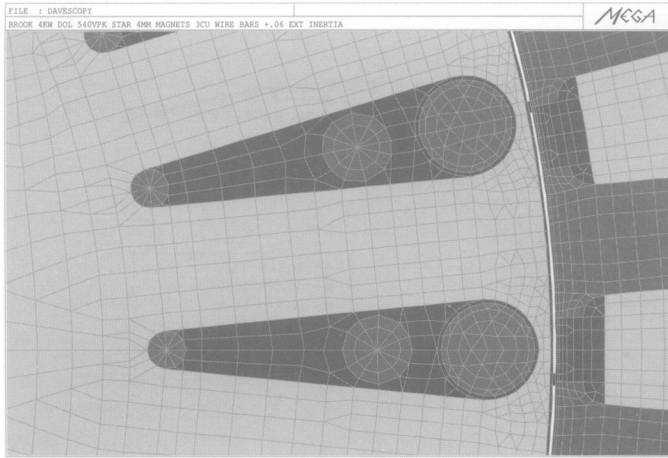 FILE : DAVESCOPY
MEGA
BROOK 4KW DOL 540VPK STAR 4MM MAGNETS 3CU WIRE BARS +.06 EXT INERTIA